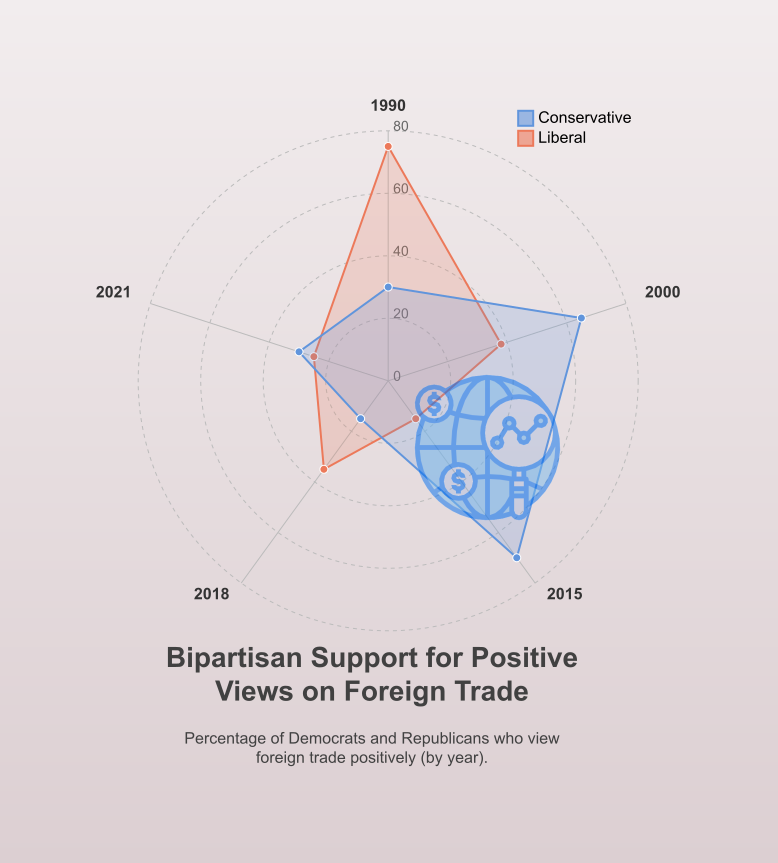 1990
Conservative
Liberal
80
60
40
20
0
2000
2021
2018
2015
$
$
Bipartisan Support for Positive
Views on Foreign Trade
Percentage of Democrats and Republicans who view
foreign trade positively (by year).